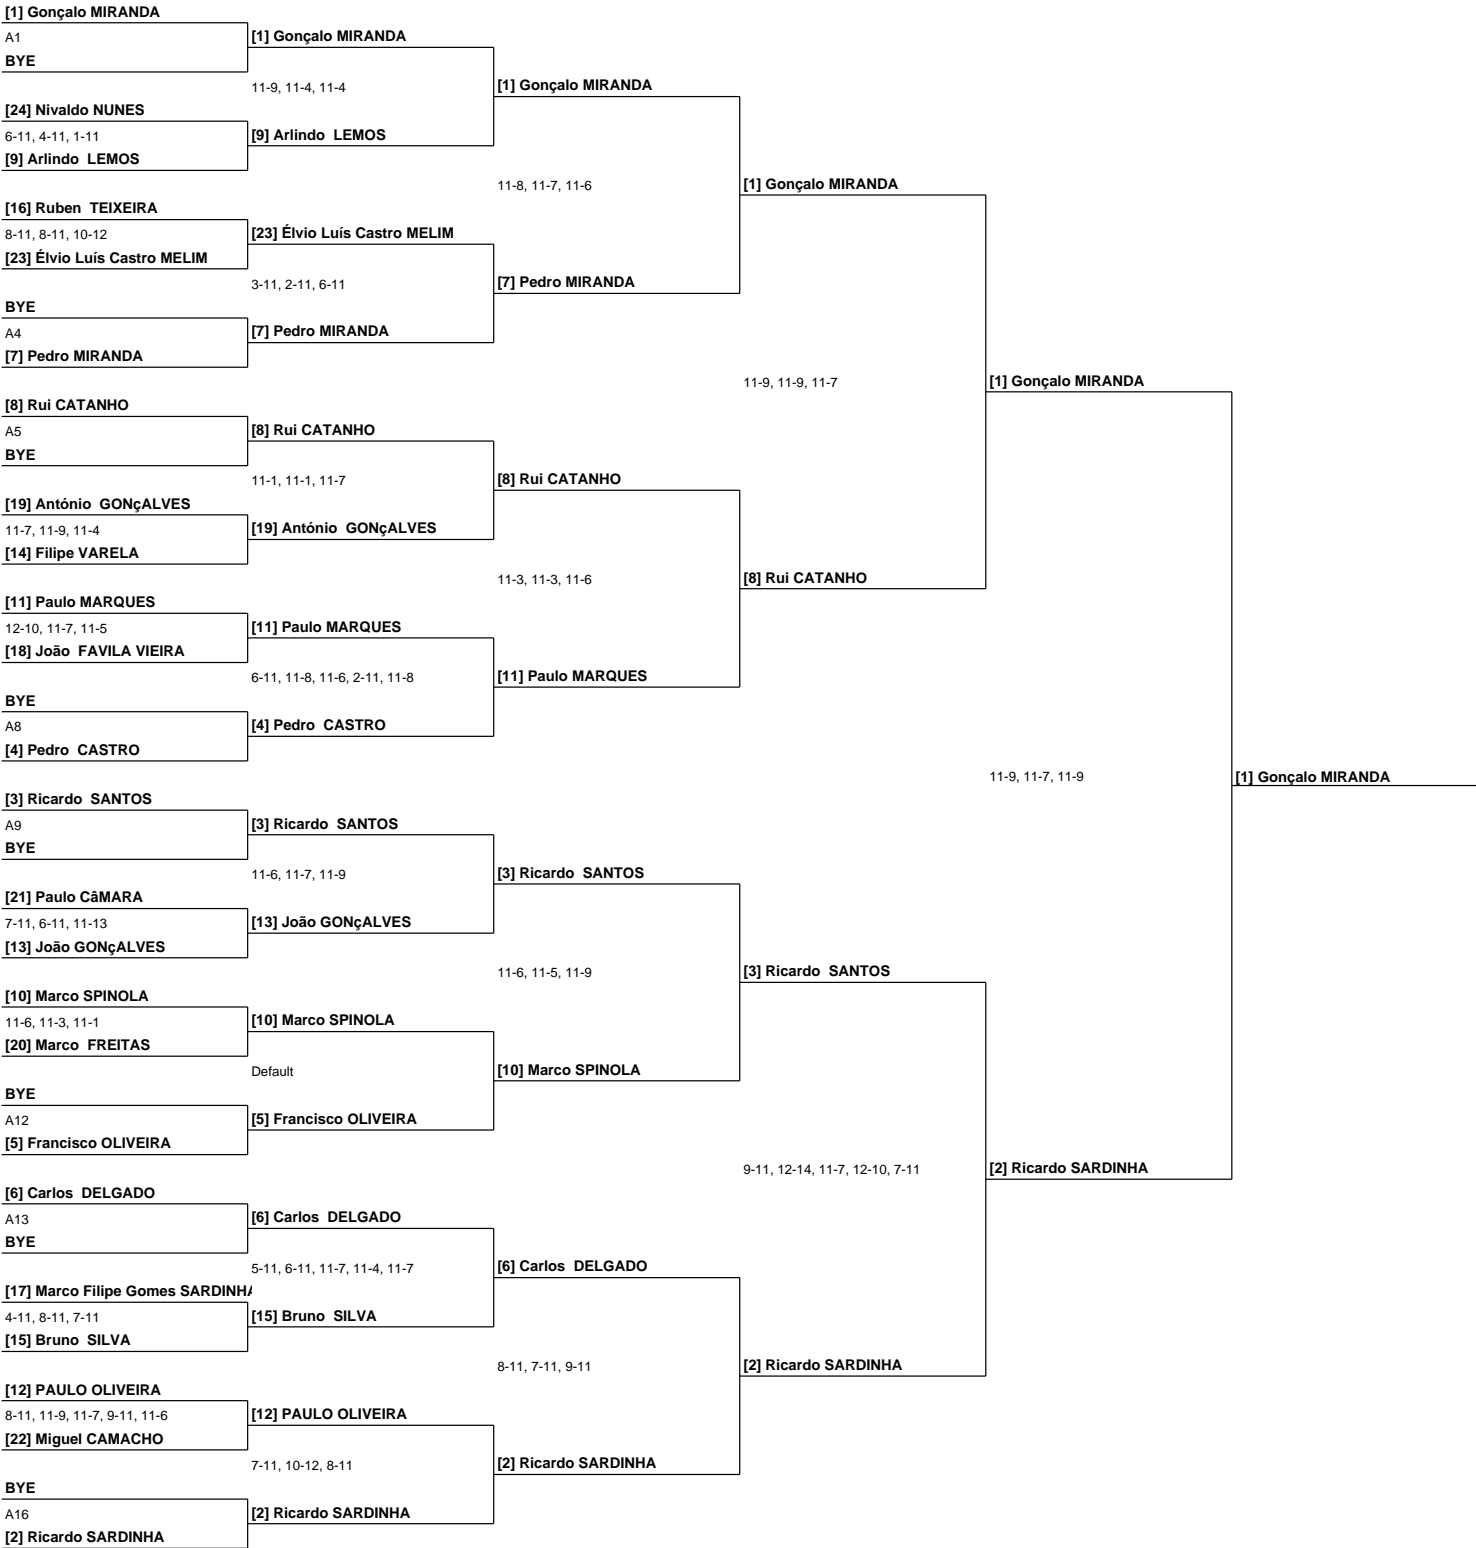 [1] Gonçalo MIRANDA
A1
[1] Gonçalo MIRANDA
BYE
11-9, 11-4, 11-4
[1] Gonçalo MIRANDA
[24] Nivaldo NUNES
6-11, 4-11, 1-11
[9] Arlindo  LEMOS
[9] Arlindo  LEMOS
11-8, 11-7, 11-6
[1] Gonçalo MIRANDA
[16] Ruben  TEIXEIRA
8-11, 8-11, 10-12
[23] Élvio Luís Castro MELIM
[23] Élvio Luís Castro MELIM
3-11, 2-11, 6-11
[7] Pedro MIRANDA
BYE
A4
[7] Pedro MIRANDA
[7] Pedro MIRANDA
11-9, 11-9, 11-7
[1] Gonçalo MIRANDA
[8] Rui CATANHO
A5
[8] Rui CATANHO
BYE
11-1, 11-1, 11-7
[8] Rui CATANHO
[19] António  GONçALVES
11-7, 11-9, 11-4
[19] António  GONçALVES
[14] Filipe VARELA
11-3, 11-3, 11-6
[8] Rui CATANHO
[11] Paulo MARQUES
12-10, 11-7, 11-5
[11] Paulo MARQUES
[18] João  FAVILA VIEIRA
6-11, 11-8, 11-6, 2-11, 11-8
[11] Paulo MARQUES
BYE
A8
[4] Pedro  CASTRO
[4] Pedro  CASTRO
11-9, 11-7, 11-9
[1] Gonçalo MIRANDA
[3] Ricardo  SANTOS
A9
[3] Ricardo  SANTOS
BYE
11-6, 11-7, 11-9
[3] Ricardo  SANTOS
[21] Paulo CâMARA
7-11, 6-11, 11-13
[13] João GONçALVES
[13] João GONçALVES
11-6, 11-5, 11-9
[3] Ricardo  SANTOS
[10] Marco SPINOLA
11-6, 11-3, 11-1
[10] Marco SPINOLA
[20] Marco  FREITAS
Default
[10] Marco SPINOLA
BYE
A12
[5] Francisco OLIVEIRA
[5] Francisco OLIVEIRA
9-11, 12-14, 11-7, 12-10, 7-11
[2] Ricardo SARDINHA
[6] Carlos  DELGADO
A13
[6] Carlos  DELGADO
BYE
5-11, 6-11, 11-7, 11-4, 11-7
[6] Carlos  DELGADO
[17] Marco Filipe Gomes SARDINHA
4-11, 8-11, 7-11
[15] Bruno  SILVA
[15] Bruno  SILVA
8-11, 7-11, 9-11
[2] Ricardo SARDINHA
[12] PAULO OLIVEIRA
8-11, 11-9, 11-7, 9-11, 11-6
[12] PAULO OLIVEIRA
[22] Miguel CAMACHO
7-11, 10-12, 8-11
[2] Ricardo SARDINHA
BYE
A16
[2] Ricardo SARDINHA
[2] Ricardo SARDINHA